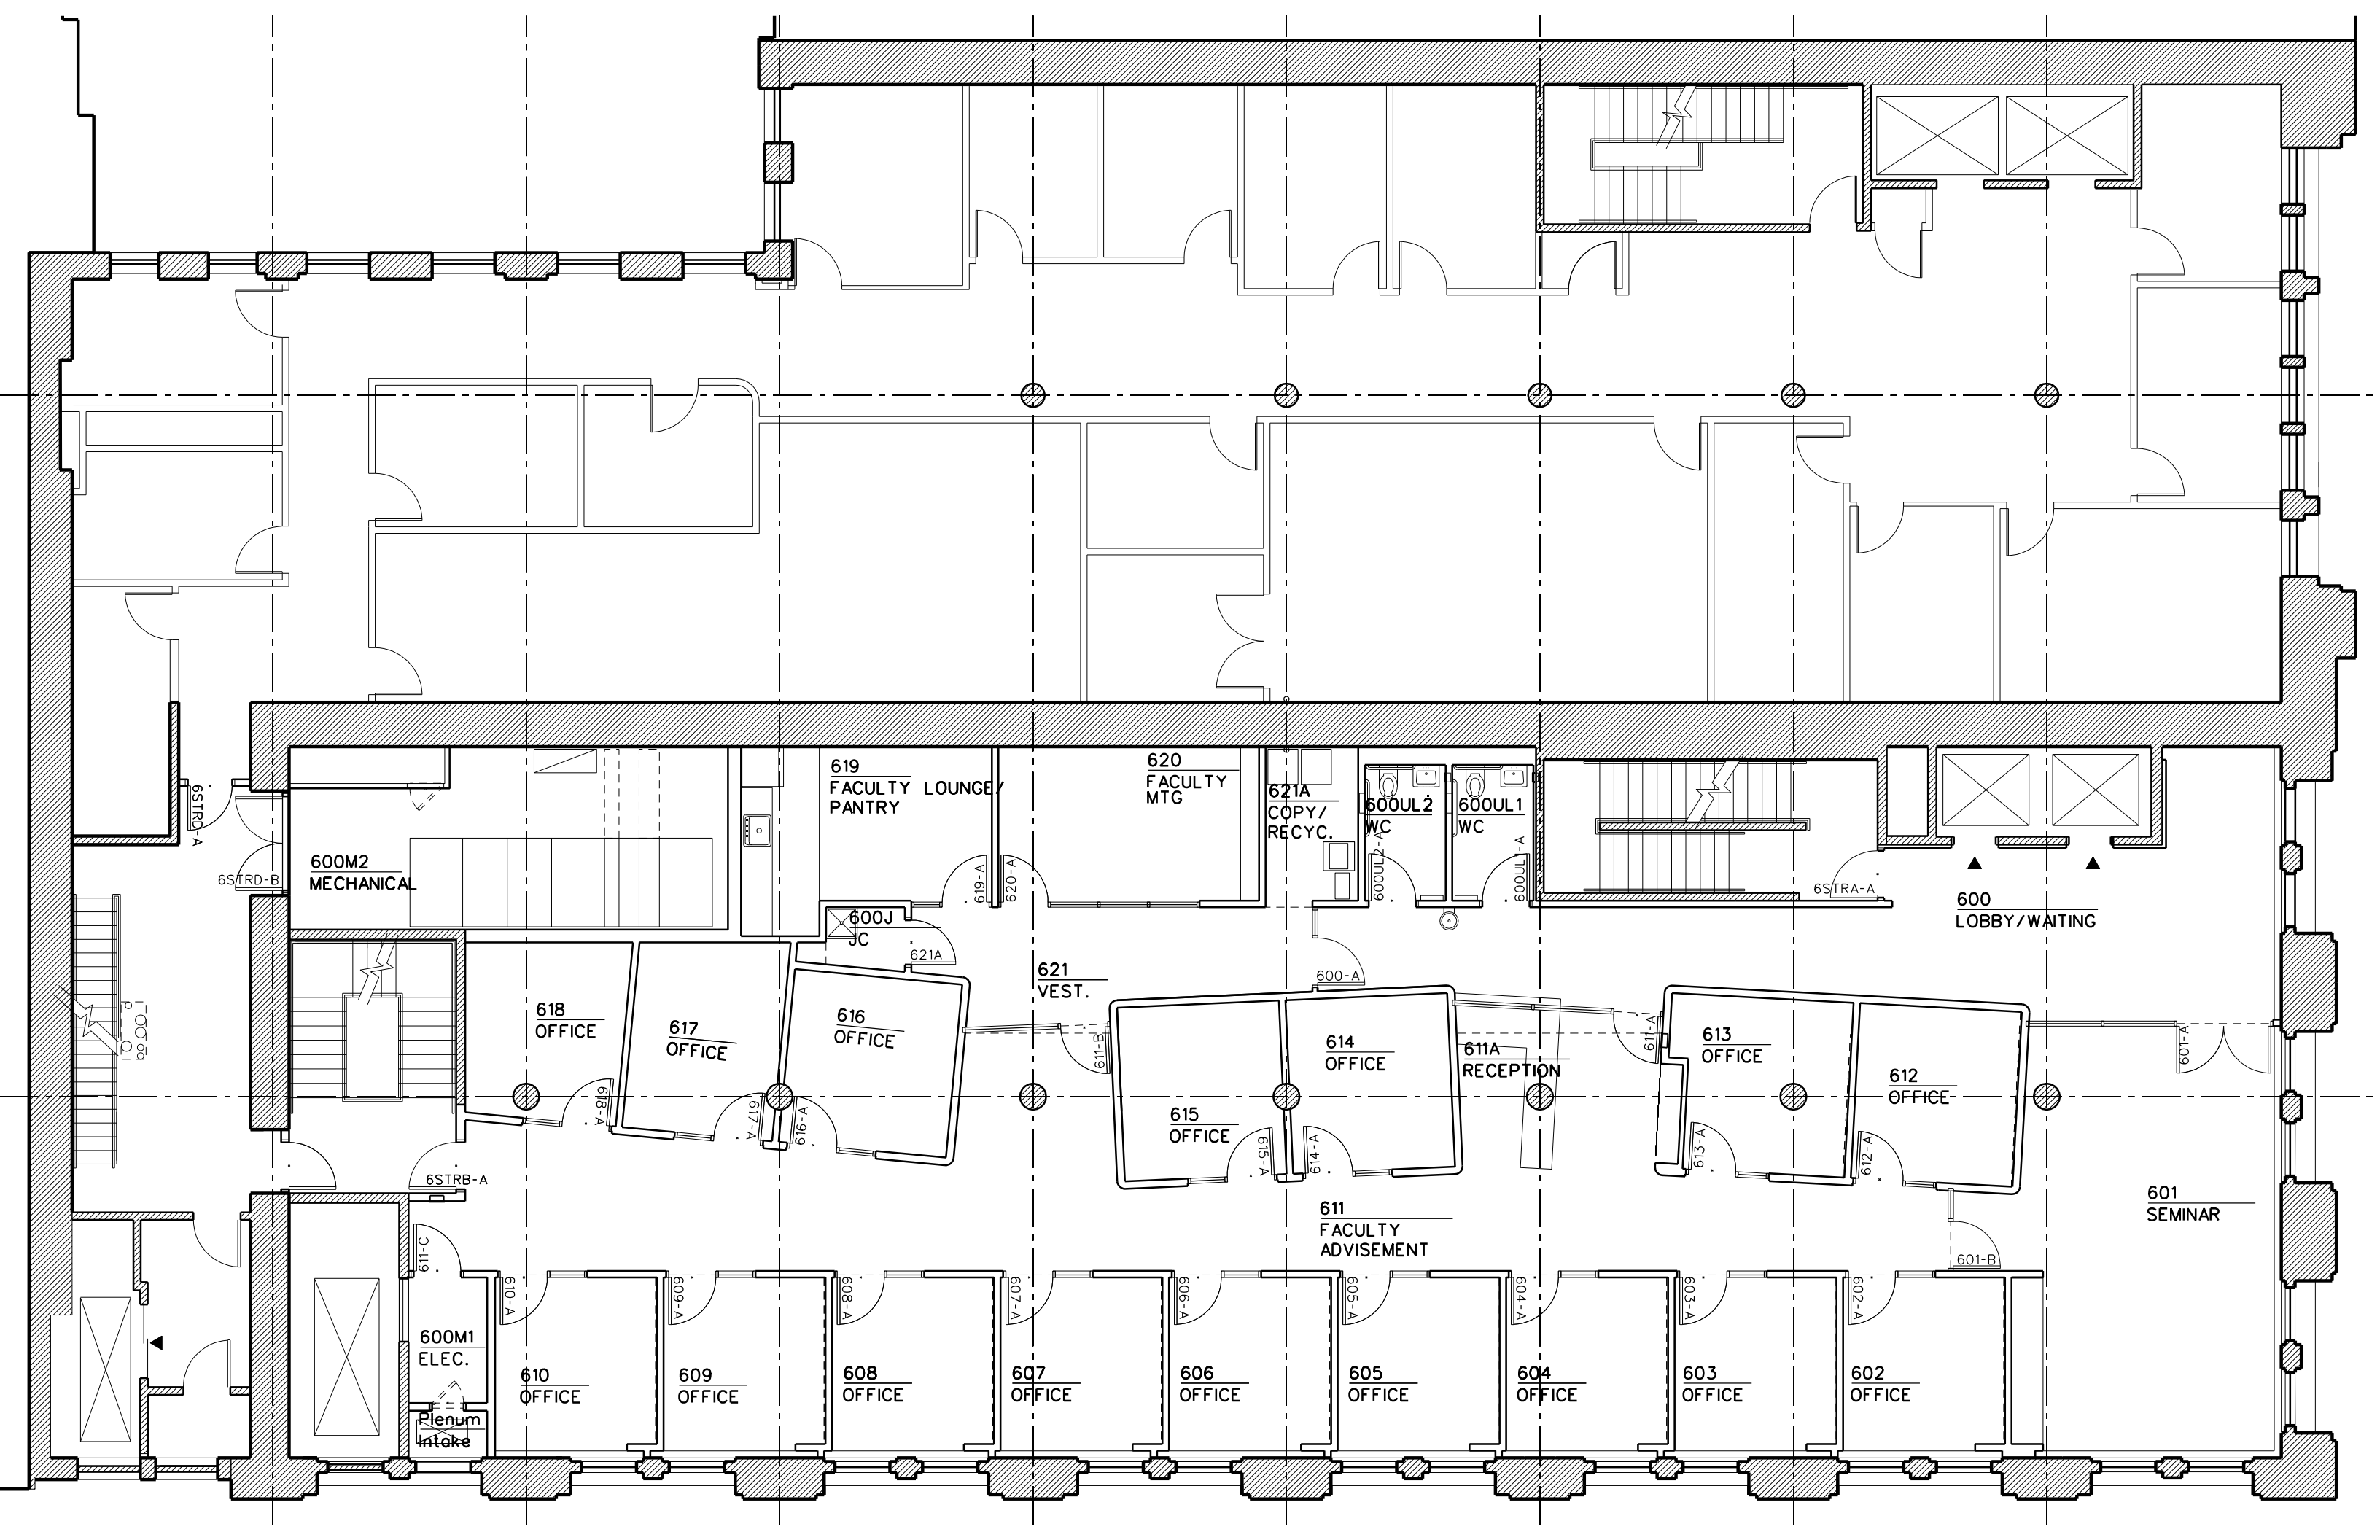 619
FACULTY LOUNGE/
PANTRY
620
FACULTY
MTG
621A
COPY/
RECYC.
600UL2
WC
600UL1
WC
6STRD-A
6STRD-B
600M2
MECHANICAL
619-A
620-A
600UL2-A
600UL1-A
6STRA-A
600
LOBBY/WAITING
600J
JC
621A
621
VEST.
600-A
618
OFFICE
617
OFFICE
616
OFFICE
611-B
614
OFFICE
611A
RECEPTION
611-A
613
OFFICE
612
OFFICE
601-A
618-A
617-A
616-A
615
OFFICE
615-A
614-A
613-A
612-A
6STRB-A
611
FACULTY
ADVISEMENT
601
SEMINAR
611-C
601-B
610-A
609-A
608-A
607-A
606-A
605-A
604-A
603-A
602-A
600M1
ELEC.
610
OFFICE
609
OFFICE
608
OFFICE
607
OFFICE
606
OFFICE
605
OFFICE
604
OFFICE
603
OFFICE
602
OFFICE
Plenum
Intake